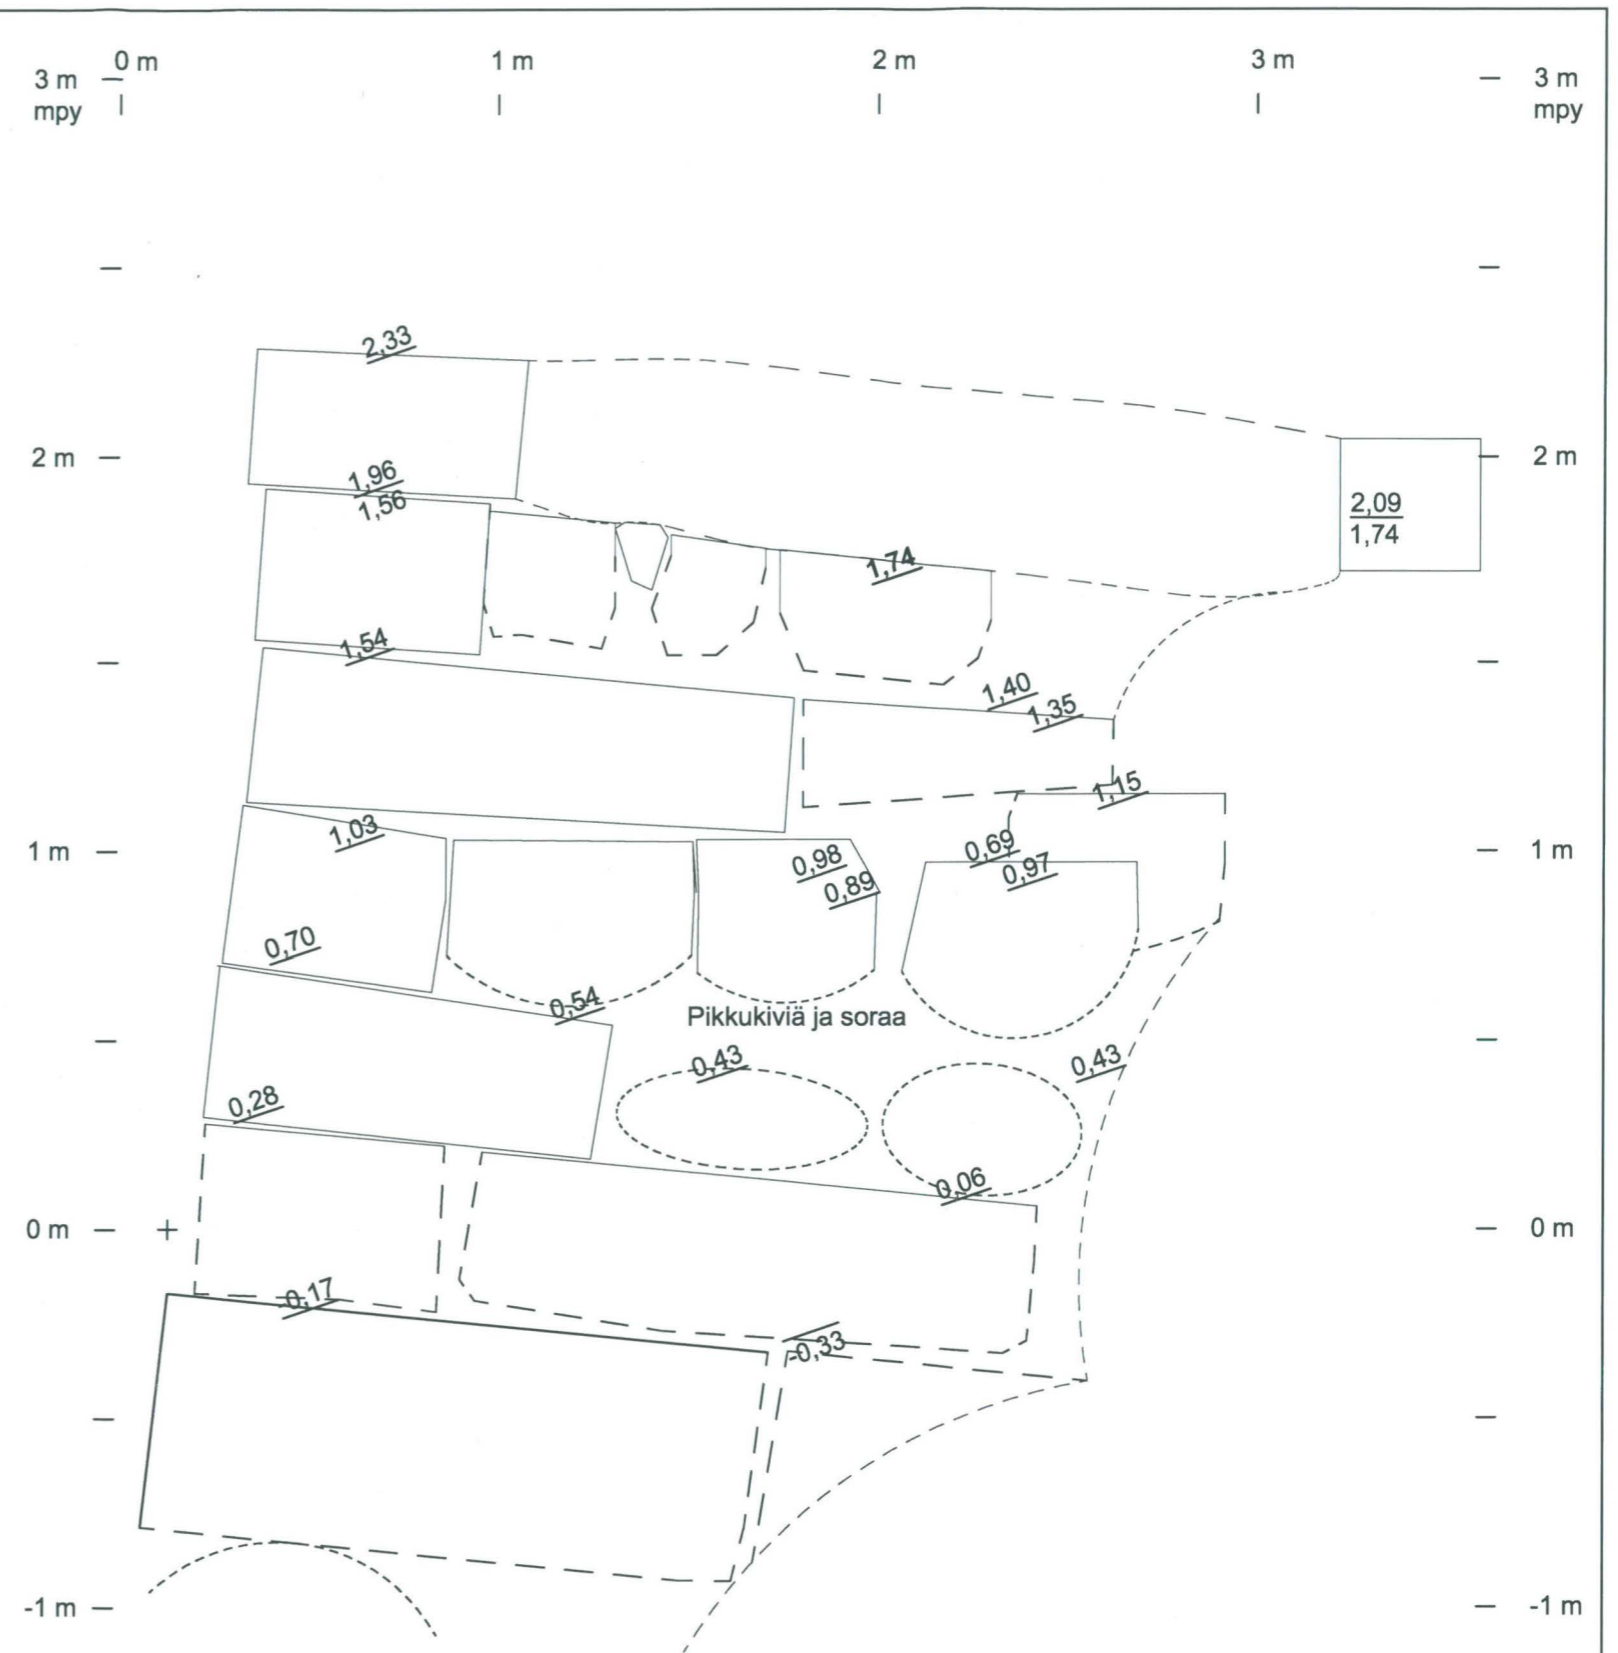 0 m 1 m 2 m 3 m
3 m 3 m
mpy mpy
2,33
2 m 2 m
1,96
1,56
2,09
1,74
1,74
1,54
1,40
1,35
1,15
1,03
1 m 1 m
0,69
0,98
0,97
0,89
0,70
0,54
Pikkukiviä ja soraa
0,43 0,43
0,28
0,06
0 m 0 m
-0,17
-0,33
-1 m -1 m